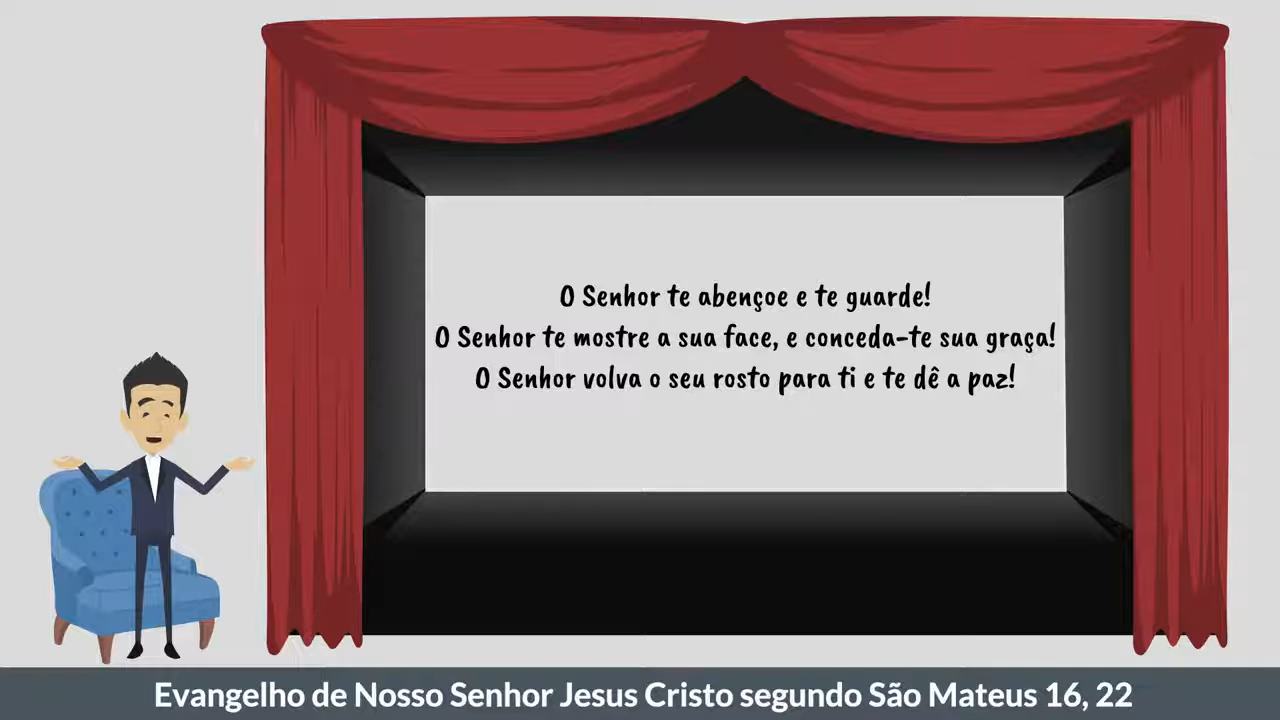 O Senhor te abençoe e te guarde!
O Senhor te mostre a sua face, e conceda-te sua graça!
O Senhor volva o seu rosto para ti e te dê a paz!
Evangelho de Nosso Senhor Jesus Cristo segundo São Mateus 16, 22